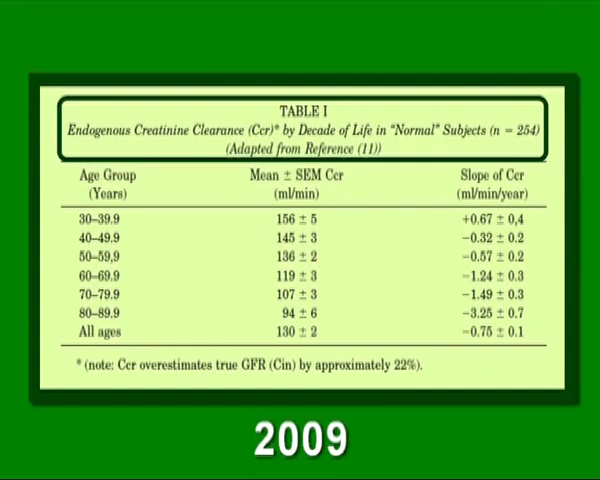 TABLE I
Endogenous Creatinine Clearance (Ccr)* by Decade of Life in "Normal" Subjects (n = 254)
(Adapted from Reference (11))
Age Group Mean ± SEM Ccr Slope of Ccr
(Years) (ml/min) (ml/min/year)
30–39.9 156 ± 5 +0.67 ± 0,4
40–49.9 145 ± 3 −0.32 ± 0.2
50–59,9 136 ± 2 −0.57 ± 0.2
60–69.9 119 ± 3 −1.24 ± 0.3
70–79.9 107 ± 3 −1.49 ± 0.3
80–89.9 94 ± 6 −3.25 ± 0.7
All ages 130 ± 2 −0.75 ± 0.1
* (note: Ccr overestimates true GFR (Cin) by approximately 22%).
2009